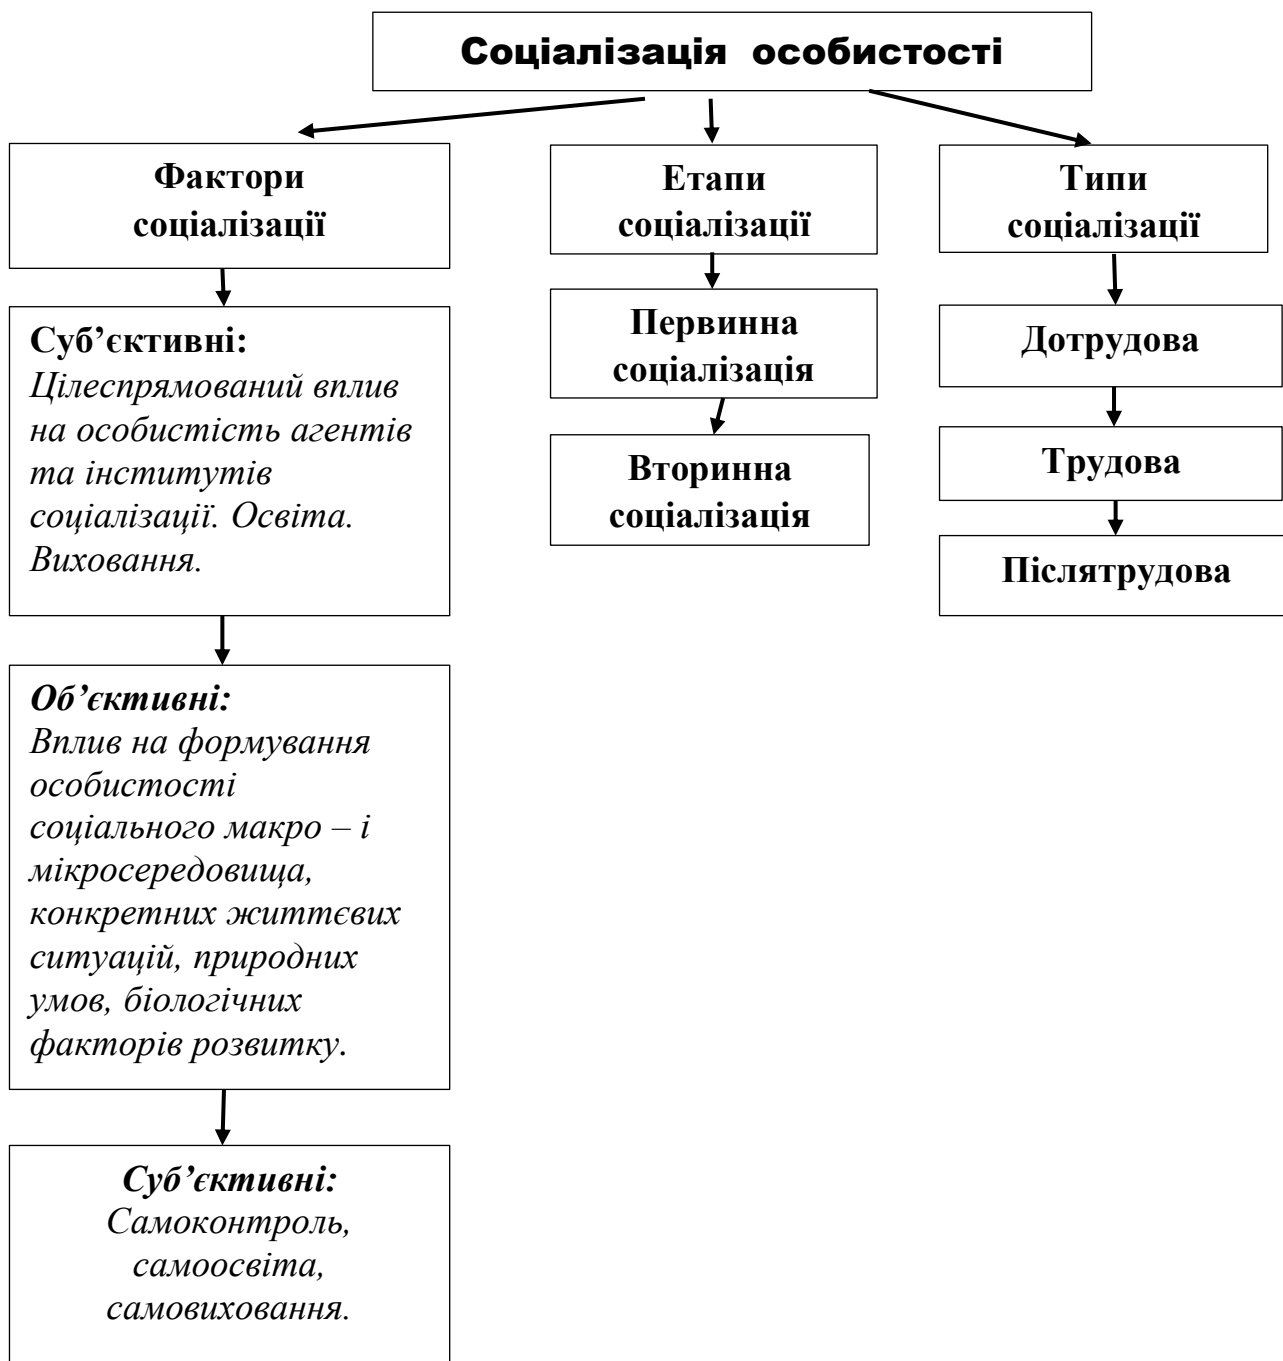 Соціалізація особистості
Фактори
соціалізації
Суб’єктивні:
Цілеспрямований вплив
на особистість агентів
та інститутів
соціалізації. Освіта.
Виховання.
Об’єктивні:
Вплив на формування
особистості
соціального макро – і
мікросередовища,
конкретних життєвих
ситуацій, природних
умов, біологічних
факторів розвитку.
Суб’єктивні:
Самоконтроль,
самоосвіта,
самовиховання.
Етапи
соціалізації
Первинна
соціалізація
Вторинна
соціалізація
Типи
соціалізації
Дотрудова
Трудова
Післятрудова